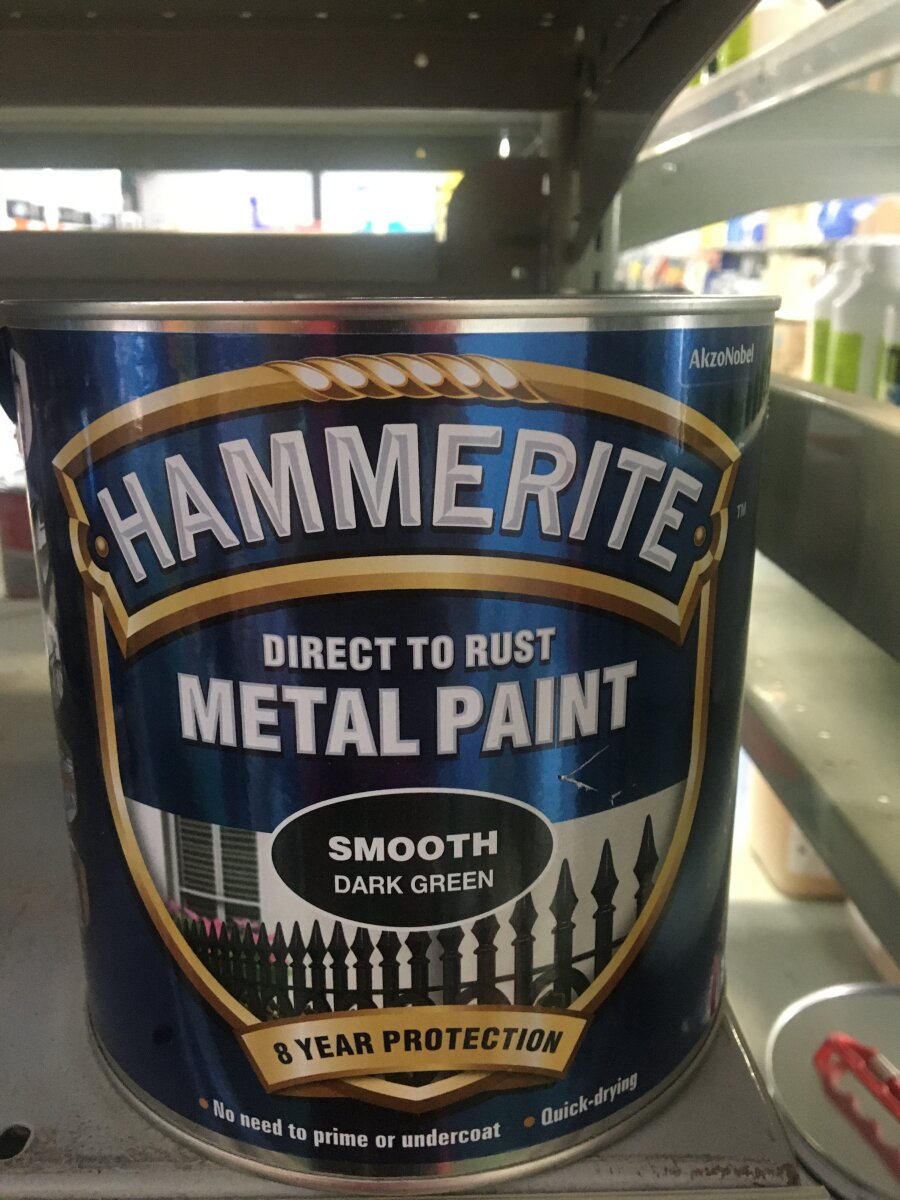 AkzoNobel
HAMMERITE
TM
DIRECT TO RUST
METAL PAINT
SMOOTH
DARK GREEN
8 YEAR PROTECTION
• No need to prime or undercoat • Quick-drying